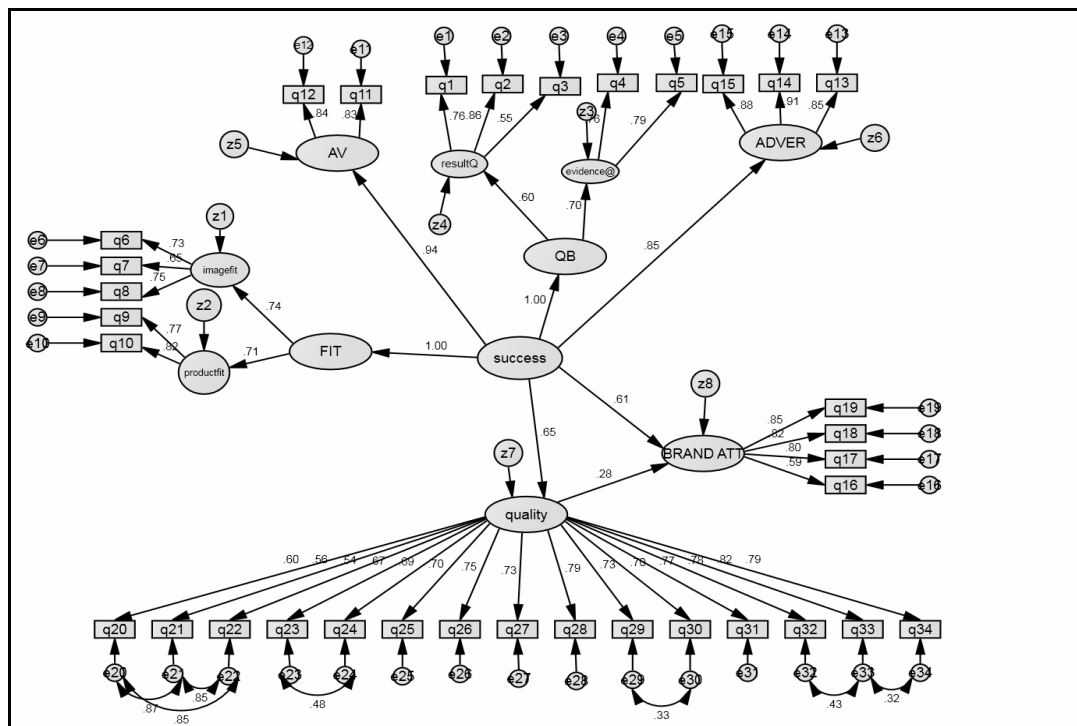 e12 e11 e1 e2 e3 e4 e5 e15 e14 e13
q12 q11 q1 q2 q3 q4 q5 q15 q14 q13
.84 .83 .76 .86 .55 .76 .79 .88 .91 .85
z5 AV resultQ z3 evidence@ ADVER z6
z4
.60 .70
z1
e6 q6 .73
e7 q7 .65 imagefit
e8 q8 .75
.94 QB .85
e9 q9 .77 z2 .74 1.00
e10 q10 .82 productfit .71 FIT 1.00 success
z8
.61
.65
z7 .28 BRAND ATT
.85 q19 e19
.82 q18 e18
.80 q17 e17
.59 q16 e16
quality
.60 .56 .54 .67 .69 .70 .75 .73 .79 .73 .70 .77 .78 .82 .79
q20 q21 q22 q23 q24 q25 q26 q27 q28 q29 q30 q31 q32 q33 q34
e20 e21 e22 e23 e24 e25 e26 e27 e28 e29 e30 e31 e32 e33 e34
.87 .85 .48 .33 .43 .32
.85